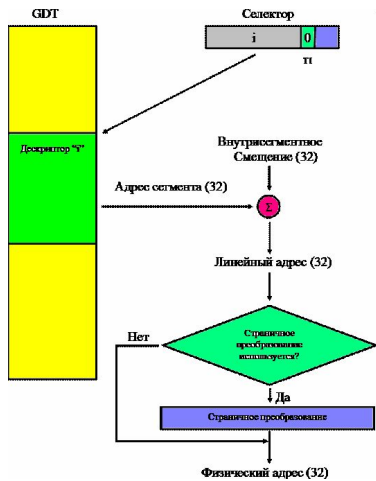 GDT
Селектор
i
0
TI
Дескриптор "i"
Внутрисегментное
Смещение (32)
Адрес сегмента (32)
Σ
Линейный адрес (32)
Страничное
преобразование
используется?
Нет
Да
Страничное преобразование
Физический адрес (32)